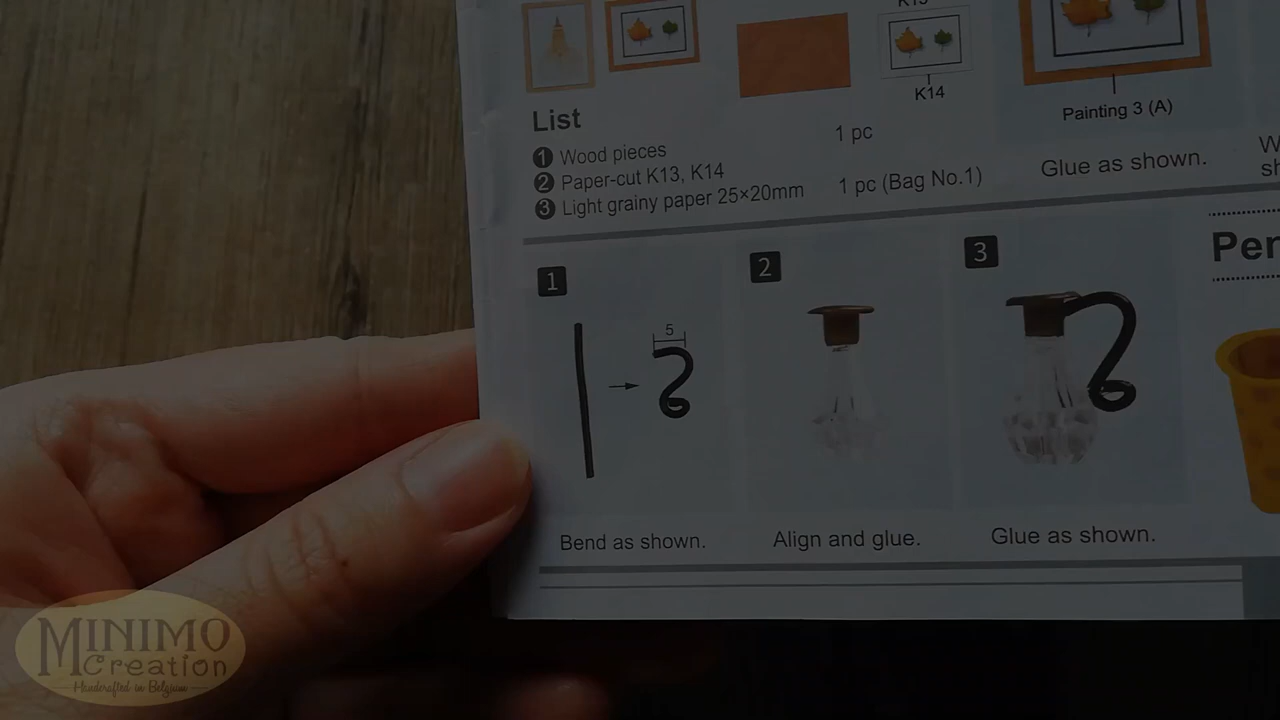 K14
Painting 3 (A)
List
1 Wood pieces
1 pc
2 Paper-cut K13, K14
3 Light grainy paper 25×20mm
1 pc (Bag No.1)
Glue as shown.
1
5
Bend as shown.
2
Align and glue.
3
Glue as shown.
MINIMO
Creation
Handcrafted in Belgium